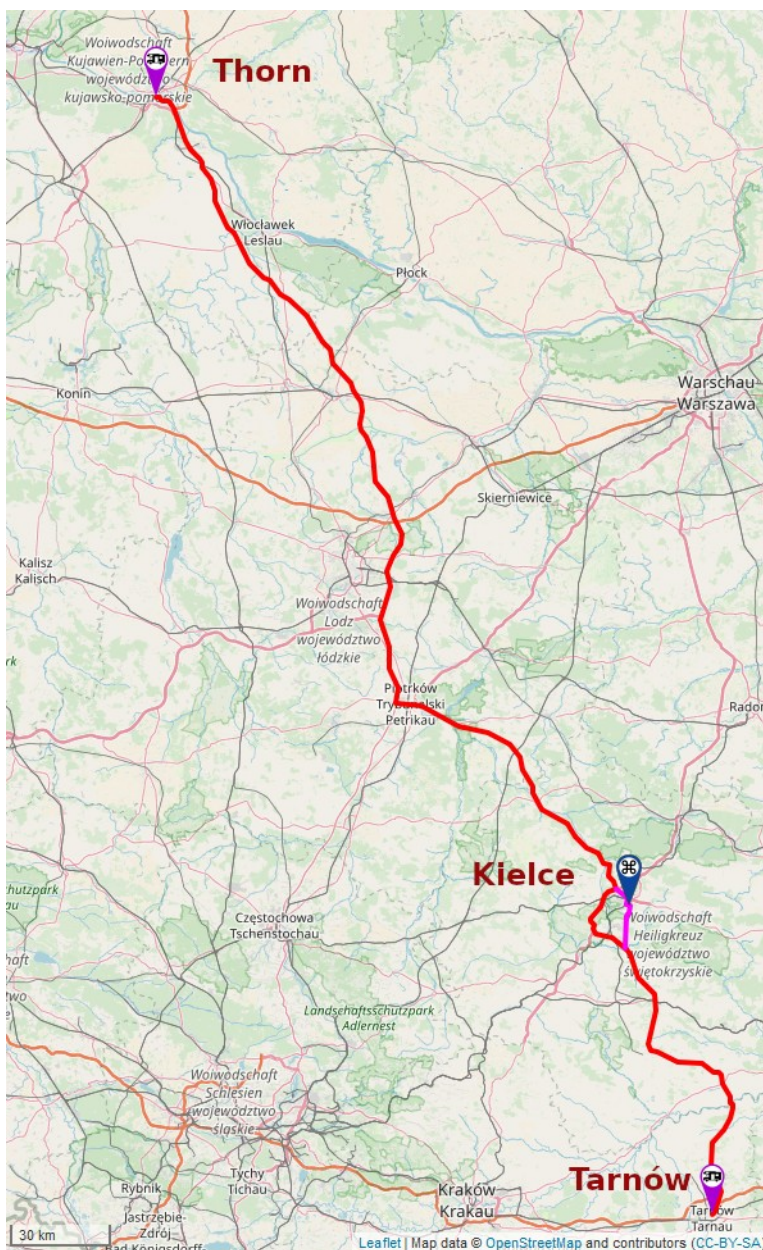 Woiwodschaft
Kujawien-Pommern
województwo
kujawsko-pomorskie
Thorn
Włocławek
Leslau
Płock
Warschau
Warszawa
Konin
Skierniewice
Kalisz
Kalisch
Woiwodschaft
Lodz
województwo
łódzkie
Piotrków
Trybunalski
Petrikau
Kielce
Częstochowa
Tschenstochau
Woiwodschaft
Heiligkreuz
województwo
świętokrzyskie
Landschaftsschutzpark
Adlernest
Woiwodschaft
Schlesien
województwo
śląskie
Tychy
Tichau
Rybnik
Kraków
Krakau
Tarnów
Tarnów
Tarnau
Jastrzębie-
Zdrój
Bad Königsdorff-
30 km
Leaflet | Map data © OpenStreetMap and contributors (CC-BY-SA)